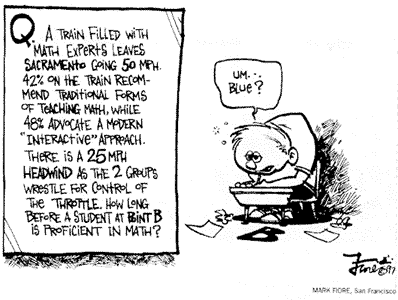 Q. A TRAIN FILLED WITH
MATH EXPERTS LEAVES
SACRAMENTO GOING 50 MPH.
42% ON THE TRAIN RECOM-
MEND TRADITIONAL FORMS
OF TEACHING MATH, WHILE
48% ADVOCATE A MODERN
"INTERACTIVE" APPROACH.
THERE IS A 25 MPH
HEADWIND AS THE 2 GROUPS
WRESTLE FOR CONTROL OF
THE THROTTLE. HOW LONG
BEFORE A STUDENT AT POINT B
IS PROFICIENT IN MATH?
UM...
BLUE?
Fiore
©'97
MARK FIORE, San Francisco